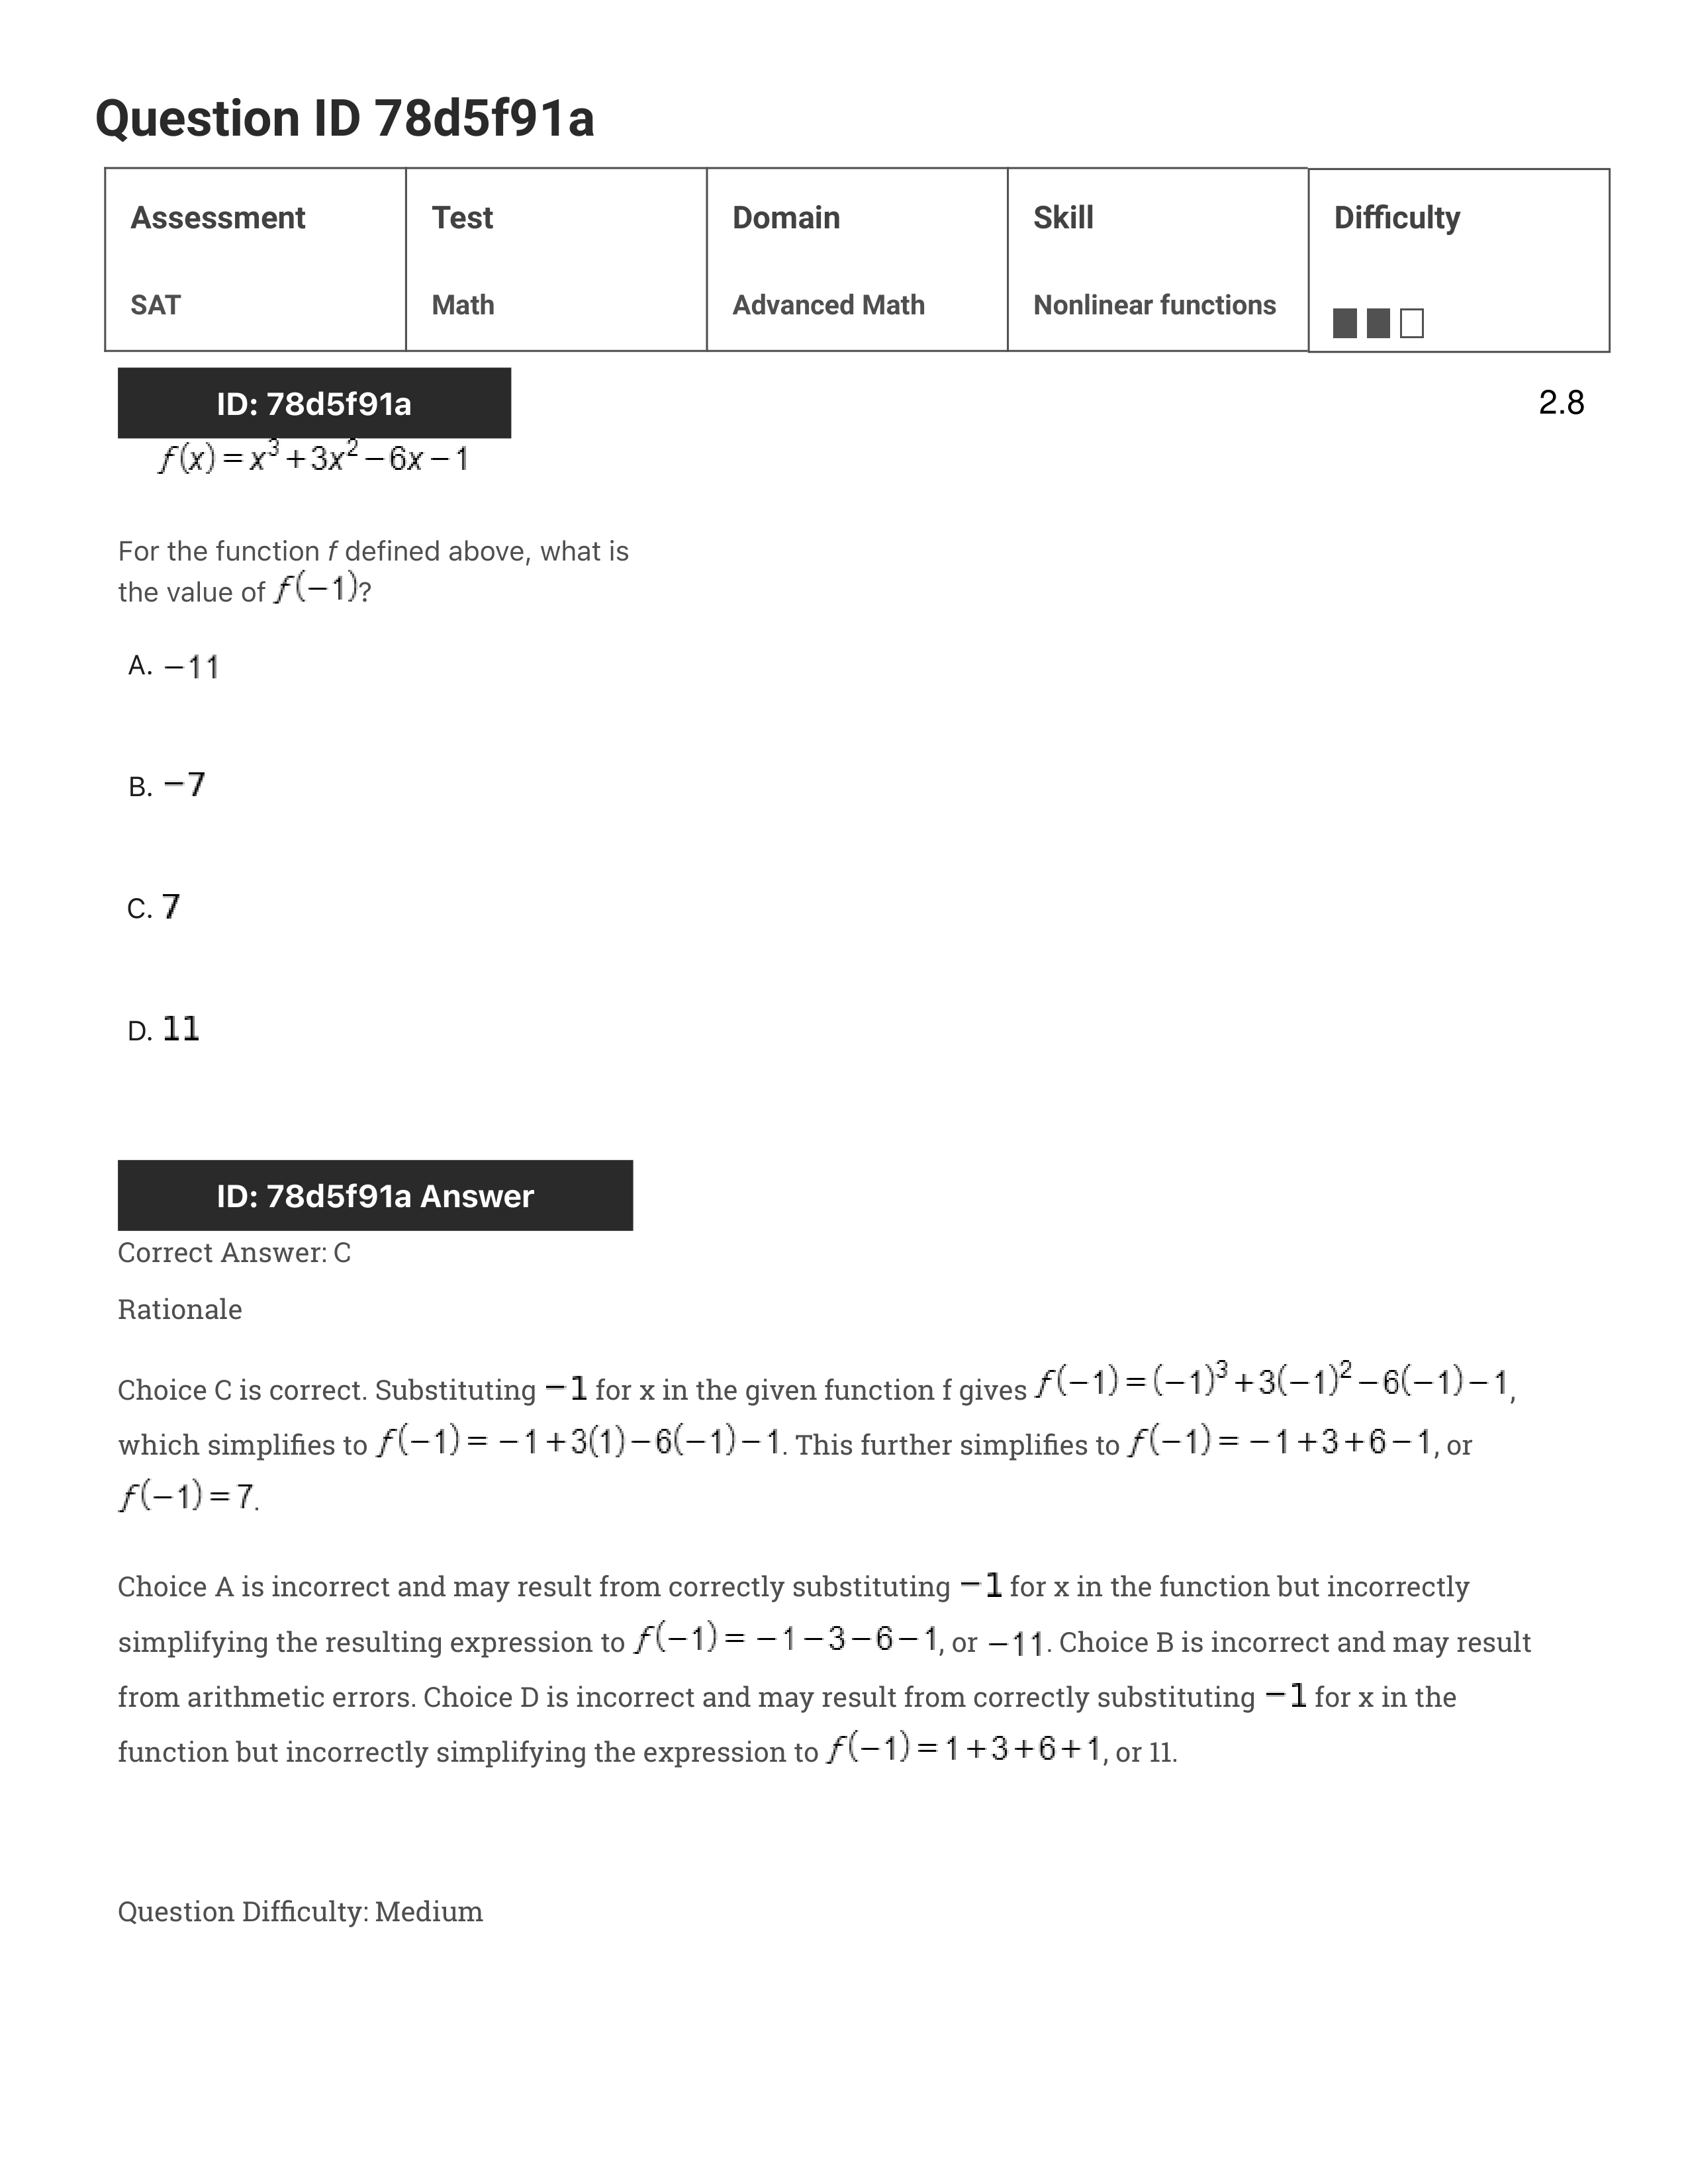 Question ID 78d5f91a
Assessment Test Domain Skill Difficulty
SAT Math Advanced Math Nonlinear functions
ID: 78d5f91a 2.8
f(x) = x³ + 3x² − 6x − 1
For the function f defined above, what is
the value of f(−1)?
A. −11
B. −7
C. 7
D. 11
ID: 78d5f91a Answer
Correct Answer: C
Rationale
Choice C is correct. Substituting −1 for x in the given function f gives f(−1) = (−1)³ + 3(−1)² − 6(−1) − 1,
which simplifies to f(−1) = −1 + 3(1) − 6(−1) − 1. This further simplifies to f(−1) = −1 + 3 + 6 − 1, or
f(−1) = 7.
Choice A is incorrect and may result from correctly substituting −1 for x in the function but incorrectly
simplifying the resulting expression to f(−1) = −1 − 3 − 6 − 1, or −11. Choice B is incorrect and may result
from arithmetic errors. Choice D is incorrect and may result from correctly substituting −1 for x in the
function but incorrectly simplifying the expression to f(−1) = 1 + 3 + 6 + 1, or 11.
Question Difficulty: Medium